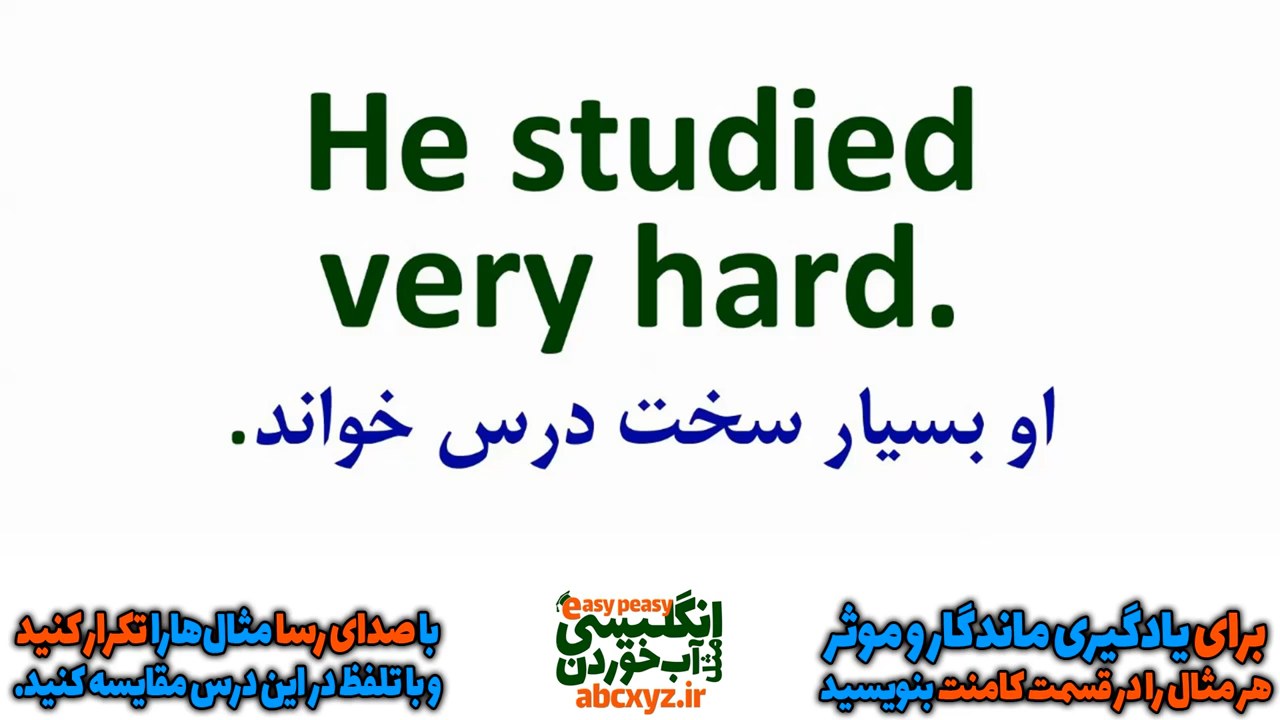 He studied
very hard.
او بسیار سخت درس خواند.
برای یادگیری ماندگار و موثر
هر مثال را در قسمت کامنت بنویسید
easy peasy
انگلیسی
مثل
آب خوردن
abcxyz.ir
با صدای رسا مثال‌ها را تکرار کنید
و با تلفظ در این درس مقایسه کنید.